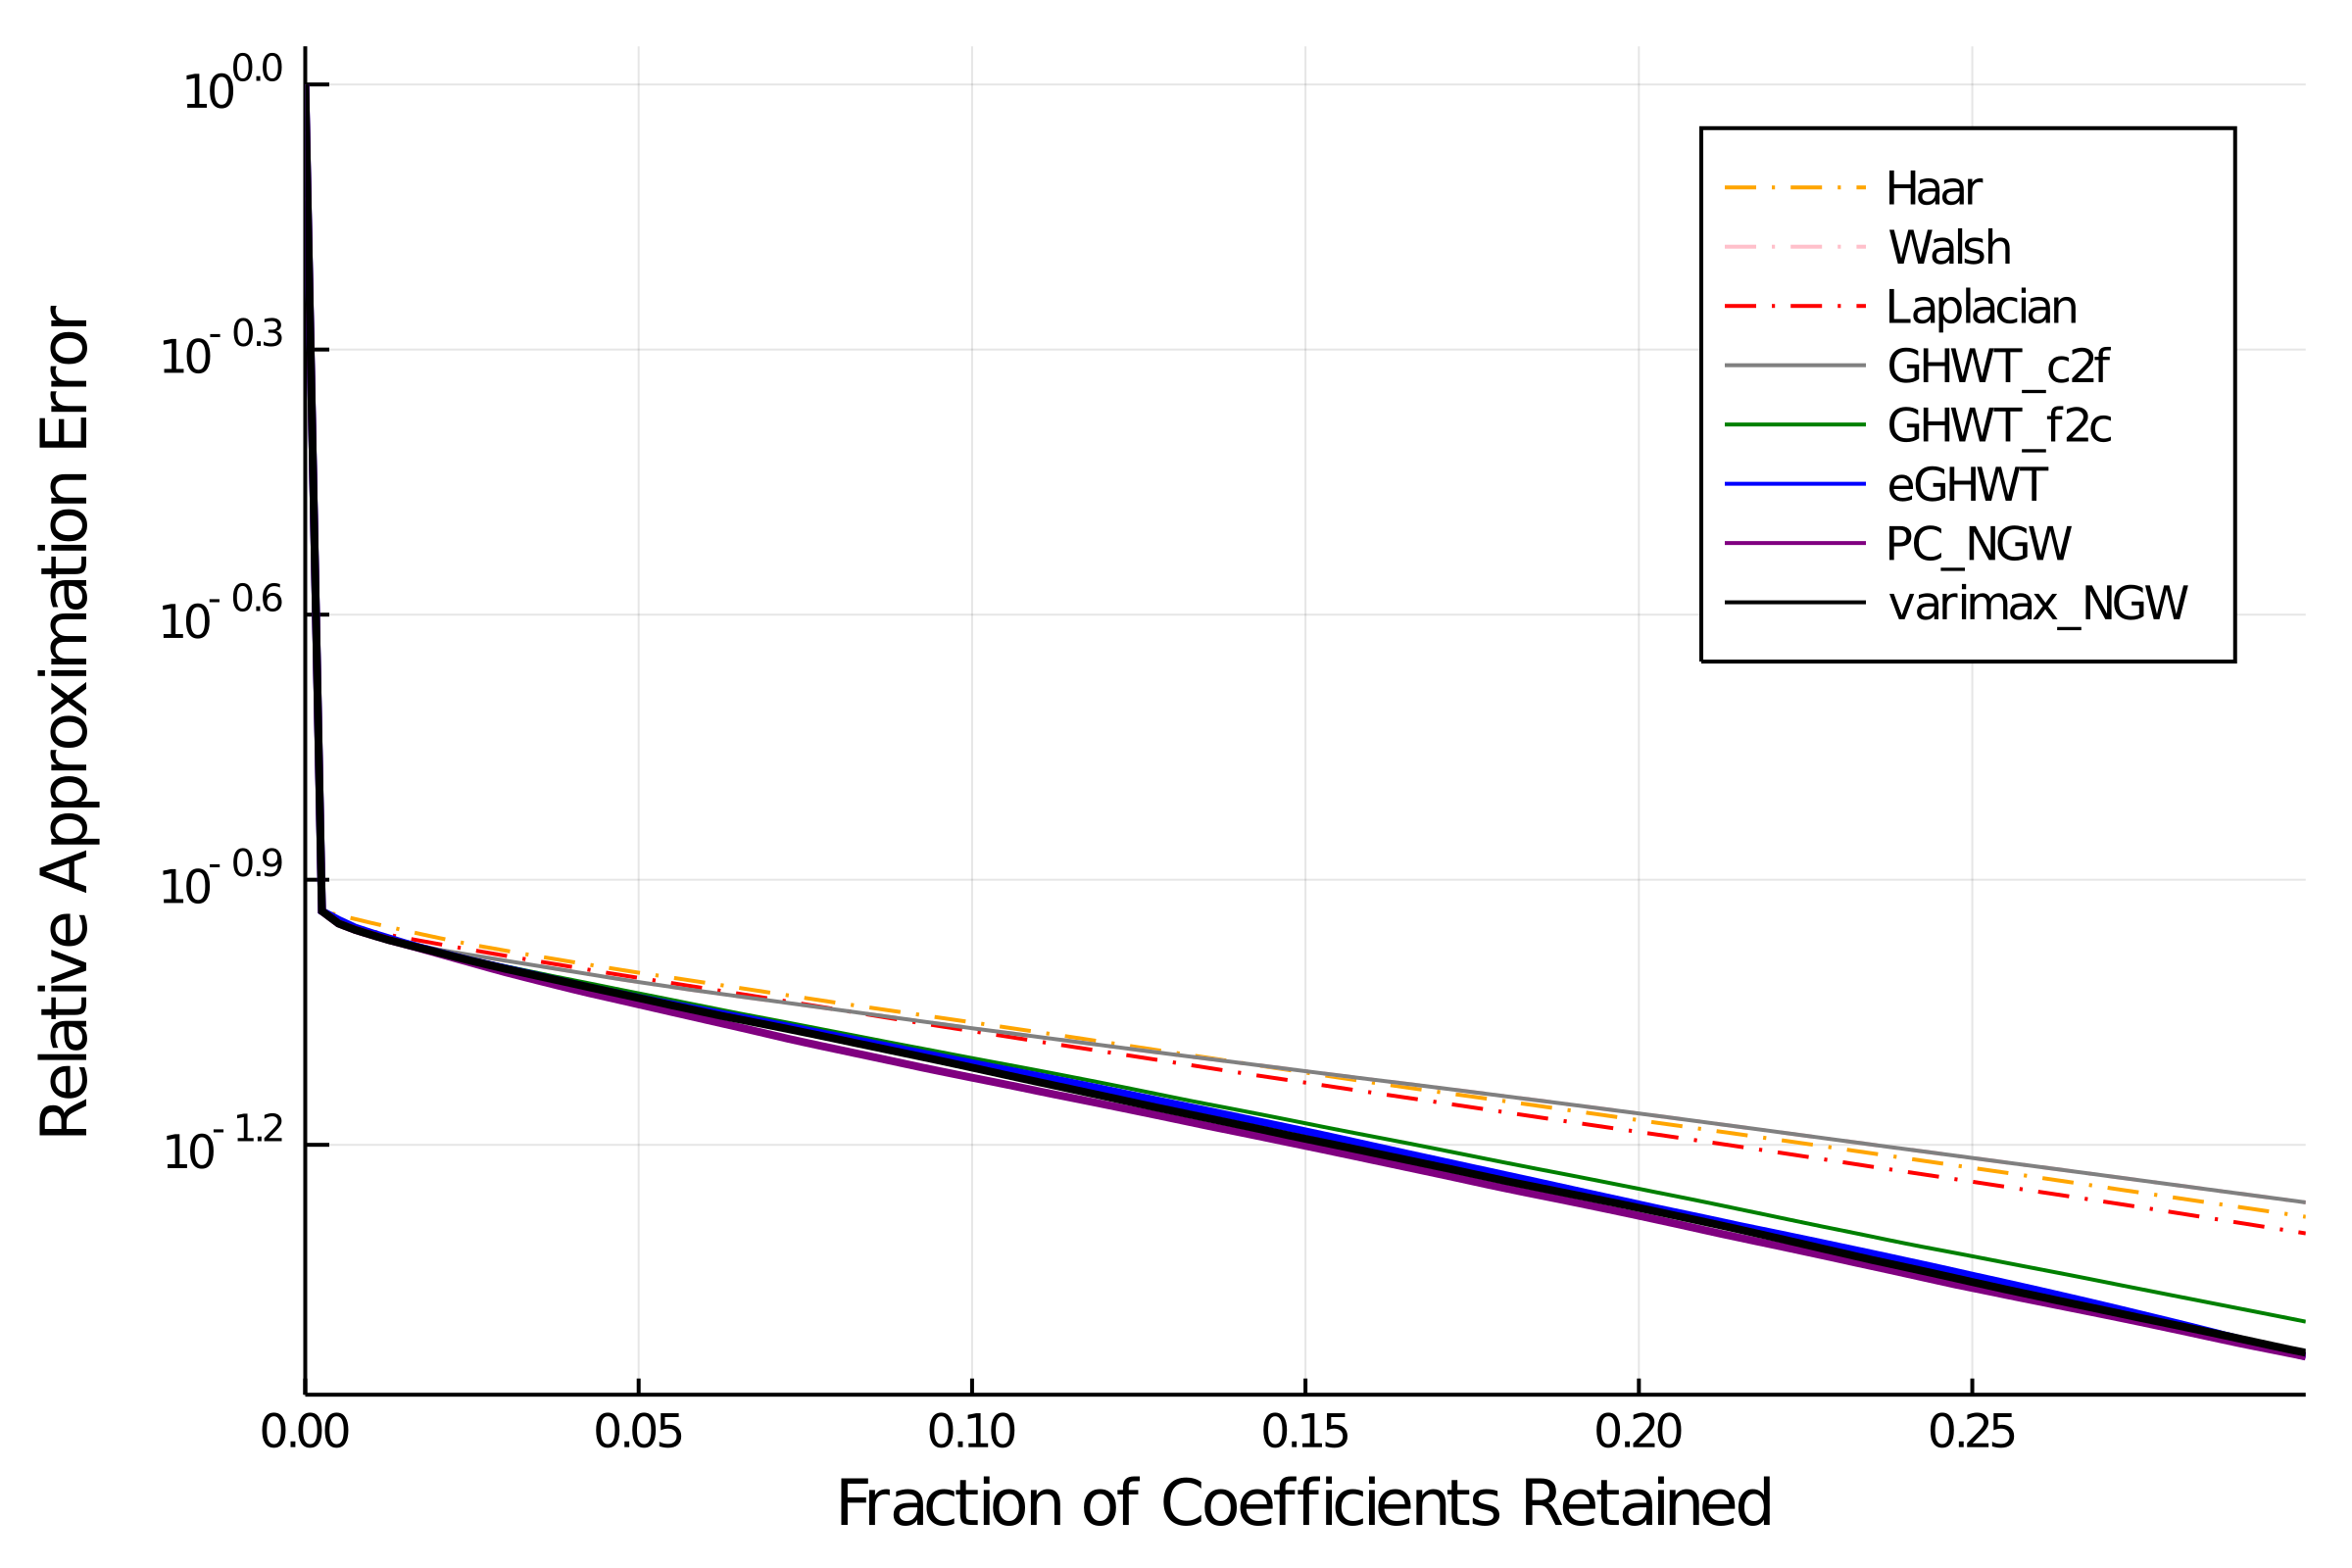 Relative Approximation Error
10^0.0
10^-0.3
10^-0.6
10^-0.9
10^-1.2
Haar
Walsh
Laplacian
GHWT_c2f
GHWT_f2c
eGHWT
PC_NGW
varimax_NGW
0.00 0.05 0.10 0.15 0.20 0.25
Fraction of Coefficients Retained